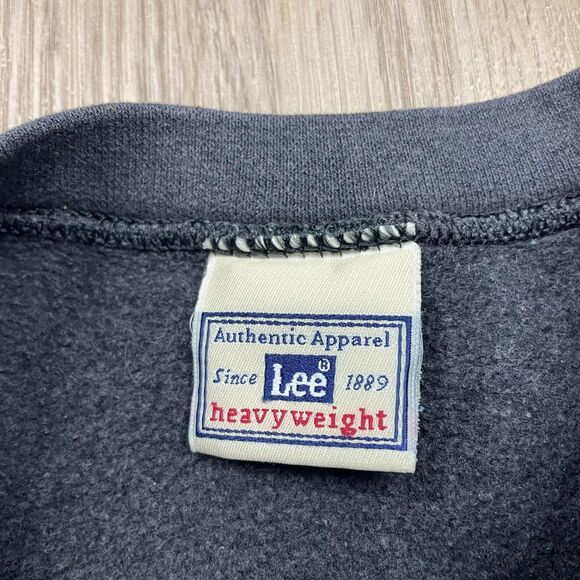 Authentic Apparel
Since Lee® 1889
heavyweight